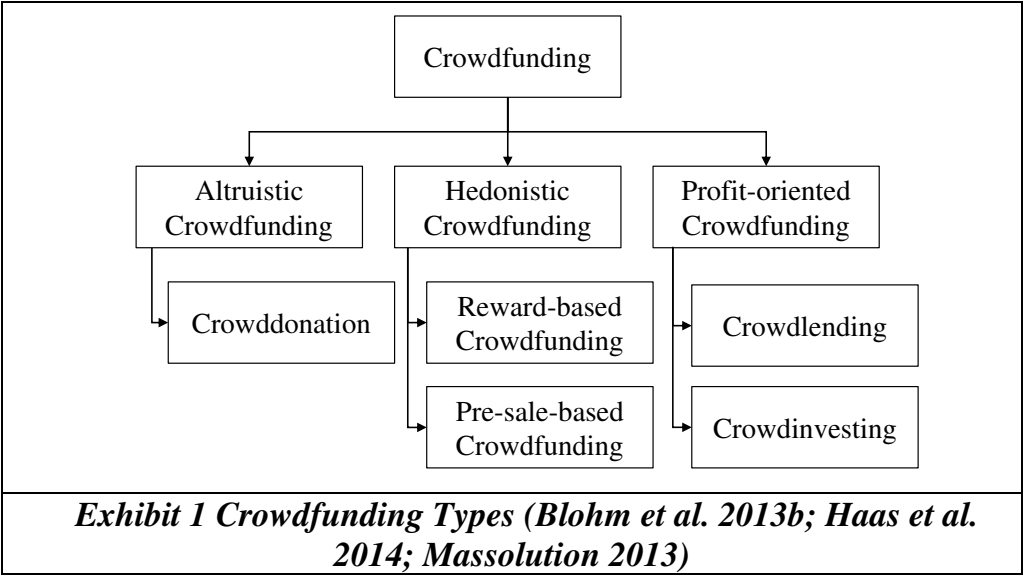 Crowdfunding
Altruistic
Crowdfunding
Hedonistic
Crowdfunding
Profit-oriented
Crowdfunding
Crowddonation
Reward-based
Crowdfunding
Crowdlending
Pre-sale-based
Crowdfunding
Crowdinvesting
Exhibit 1 Crowdfunding Types (Blohm et al. 2013b; Haas et al.
2014; Massolution 2013)